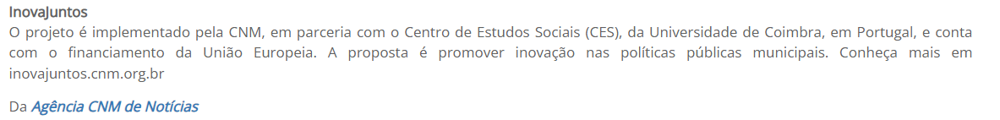 InovaJuntos
O projeto é implementado pela CNM, em parceria com o Centro de Estudos Sociais (CES), da Universidade de Coimbra, em Portugal, e conta
com o financiamento da União Europeia. A proposta é promover inovação nas políticas públicas municipais. Conheça mais em
inovajuntos.cnm.org.br
Da Agência CNM de Notícias